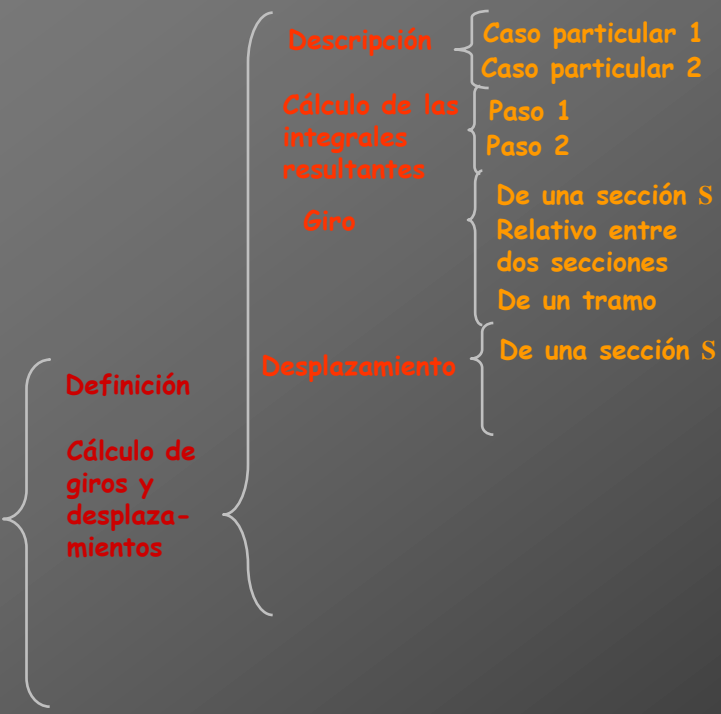 Descripción
Caso particular 1
Caso particular 2
Cálculo de las
integrales
resultantes
Paso 1
Paso 2
Giro
De una sección S
Relativo entre
dos secciones
De un tramo
Desplazamiento
De una sección S
Definición
Cálculo de
giros y
desplaza-
mientos